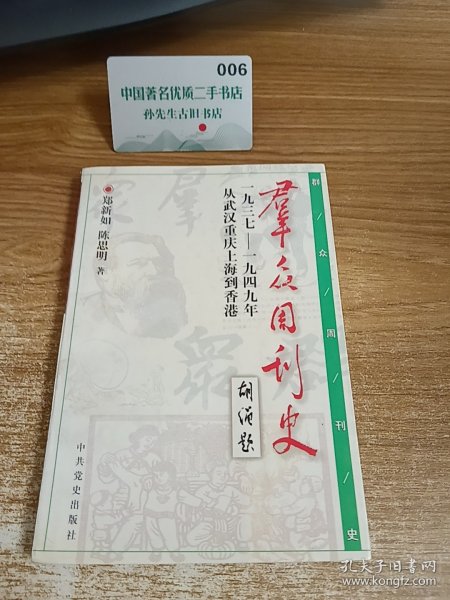 006
中国著名优质二手书店
孙先生古旧书店
群/众/周/刊/史
羣众周刊史
一九三七——一九四九年
从武汉重庆上海到香港
胡绳题
郑新如 陈思明 著
羣
众
中共党史出版社
孔夫子旧书网
www.kongfz.com